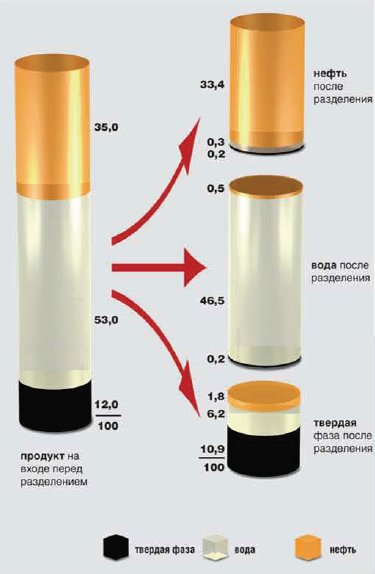 35,0
53,0
12,0
100
продукт на
входе перед
разделением
33,4
0,3
0,2
нефть
после
разделения
0,5
46,5
0,2
вода после
разделения
1,8
6,2
10,9
100
твердая
фаза после
разделения
твердая фаза
вода
нефть